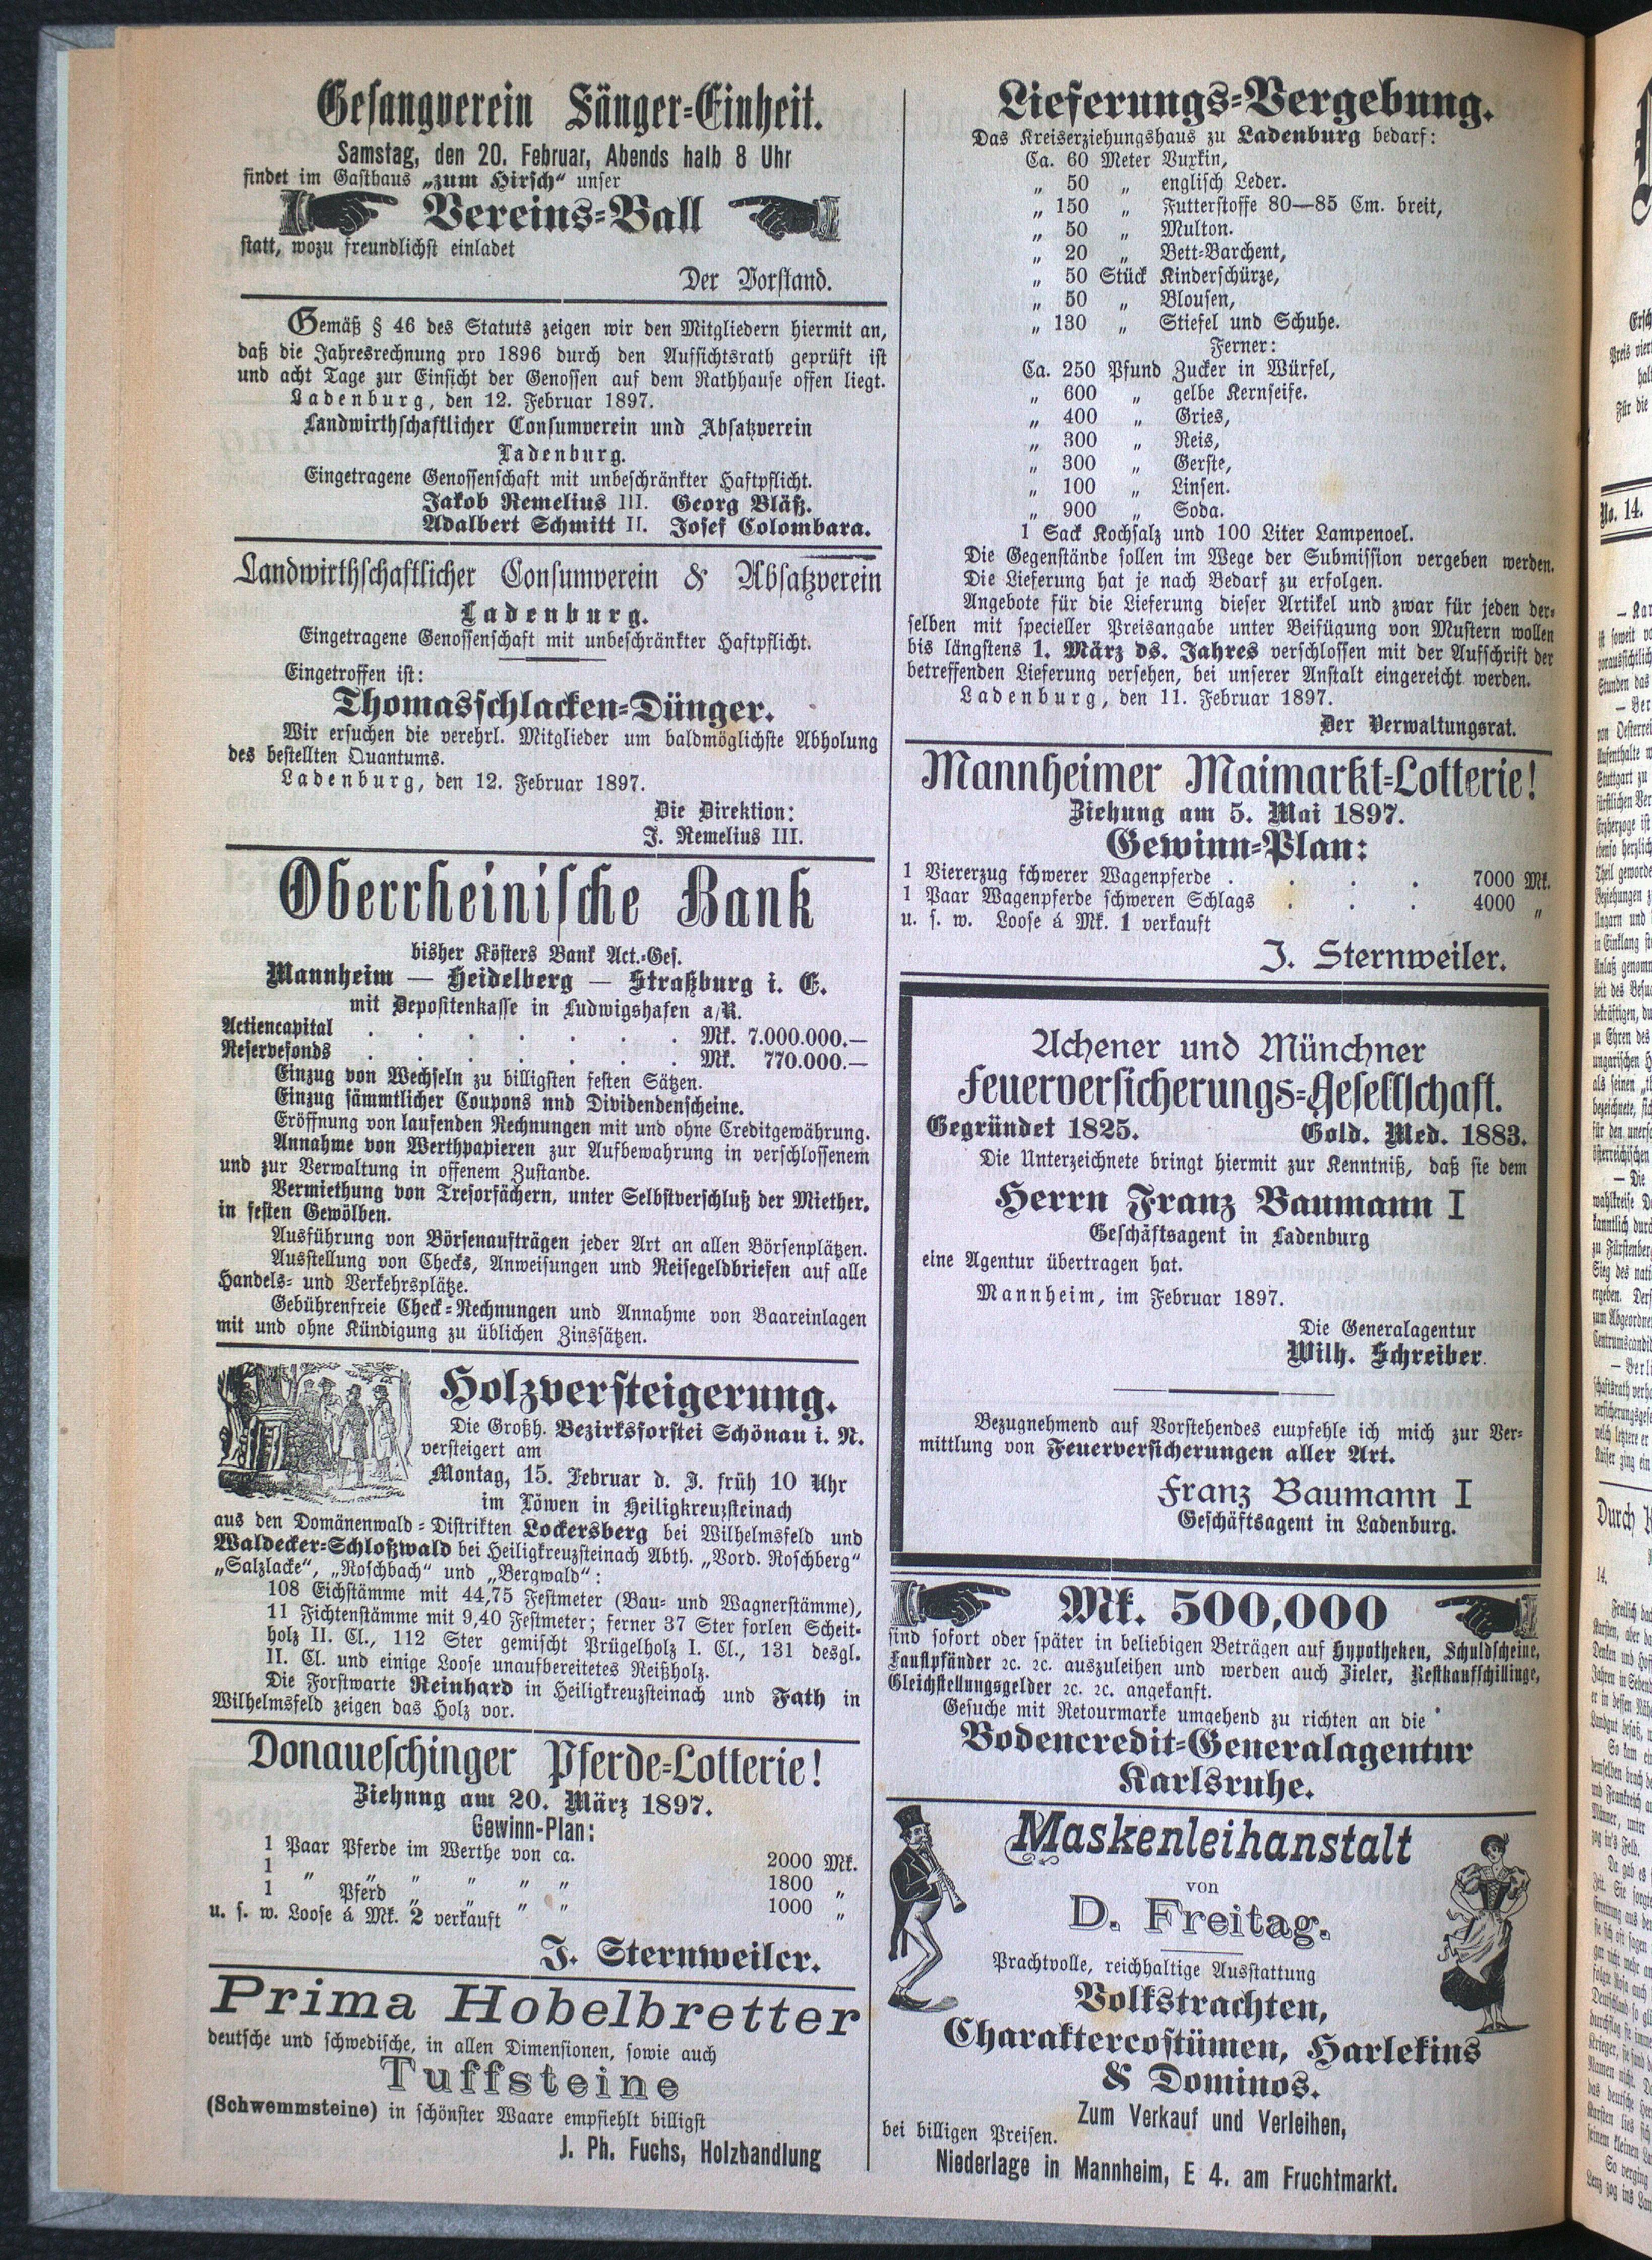 Gesangverein Sänger-Einheit.
Samstag, den 20. Februar, Abends halb 8 Uhr
findet im Gasthaus „zum Hirsch“ unser
Vereins-Ball
statt, wozu freundlichst einladet
Der Vorstand.
Gemäß § 46 des Statuts zeigen wir den Mitgliedern hiermit an,
daß die Jahresrechnung pro 1896 durch den Aufsichtsrath geprüft ist
und acht Tage zur Einsicht der Genossen auf dem Rathhause offen liegt.
Ladenburg, den 12. Februar 1897.
Landwirthschaftlicher Consumverein und Absatzverein
Ladenburg.
Eingetragene Genossenschaft mit unbeschränkter Haftpflicht.
Jakob Remelius III. Georg Bläß.
Adalbert Schmitt II. Josef Colombara.
Landwirthschaftlicher Consumverein & Absatzverein
Ladenburg.
Eingetragene Genossenschaft mit unbeschränkter Haftpflicht.
Eingetroffen ist:
Thomasschlacken-Dünger.
Wir ersuchen die verehrl. Mitglieder um baldmöglichste Abholung
des bestellten Quantums.
Ladenburg, den 12. Februar 1897.
Die Direktion:
J. Remelius III.
Oberrheinische Bank
bisher Kösters Bank Act.-Ges.
Mannheim — Heidelberg — Straßburg i. E.
mit Depositenkasse in Ludwigshafen a/R.
Actiencapital . . . . . . . Mk. 7.000.000.—
Reservefonds . . . . . . . Mk. 770.000.—
Einzug von Wechseln zu billigsten festen Sätzen.
Einzug sämmtlicher Coupons nnd Dividendenscheine.
Eröffnung von laufenden Rechnungen mit und ohne Creditgewährung.
Annahme von Werthpapieren zur Aufbewahrung in verschlossenem
und zur Verwaltung in offenem Zustande.
Vermiethung von Tresorfächern, unter Selbstverschluß der Miether,
in festen Gewölben.
Ausführung von Börsenaufträgen jeder Art an allen Börsenplätzen.
Ausstellung von Checks, Anweisungen und Reisegeldbriefen auf alle
Handels- und Verkehrsplätze.
Gebührenfreie Check-Rechnungen und Annahme von Baareinlagen
mit und ohne Kündigung zu üblichen Zinssätzen.
Holzversteigerung.
Die Großh. Bezirksforstei Schönau i. N.
versteigert am
Montag, 15. Februar d. J. früh 10 Uhr
im Löwen in Heiligkreuzsteinach
aus den Domänenwald-Distrikten Lockersberg bei Wilhelmsfeld und
Waldecker-Schloßwald bei Heiligkreuzsteinach Abth. „Vord. Roschberg“
„Salzlacke“, „Roschbach“ und „Bergwald“:
108 Eichstämme mit 44,75 Festmeter (Bau- und Wagnerstämme),
11 Fichtenstämme mit 9,40 Festmeter; ferner 37 Ster forlen Scheit-
holz II. Cl., 112 Ster gemischt Prügelholz I. Cl., 131 desgl.
II. Cl. und einige Loose unaufbereitetes Reißholz.
Die Forstwarte Reinhard in Heiligkreuzsteinach und Fath in
Wilhelmsfeld zeigen das Holz vor.
Donaueschinger Pferde-Lotterie!
Ziehung am 20. März 1897.
Gewinn-Plan:
1 Paar Pferde im Werthe von ca. 2000 Mk.
1 „ „ „ „ „ „ 1800 „
1 Pferd „ „ „ „ 1000 „
u. s. w. Loose á Mk. 2 verkauft
J. Sternweiler.
Prima Hobelbretter
deutsche und schwedische, in allen Dimensionen, sowie auch
Tuffsteine
(Schwemmsteine) in schönster Waare empfiehlt billigst
J. Ph. Fuchs, Holzhandlung
Lieferungs-Vergebung.
Das Kreiserziehungshaus zu Ladenburg bedarf:
Ca. 60 Meter Buxkin,
„ 50 „ englisch Leder.
„ 150 „ Futterstoffe 80—85 Cm. breit,
„ 50 „ Multon.
„ 20 „ Bett-Barchent,
„ 50 Stück Kinderschürze,
„ 50 „ Blousen,
„ 130 „ Stiefel und Schuhe.
Ferner:
Ca. 250 Pfund Zucker in Würfel,
„ 600 „ gelbe Kernseife.
„ 400 „ Gries,
„ 300 „ Reis,
„ 300 „ Gerste,
„ 100 „ Linsen.
„ 900 „ Soda.
1 Sack Kochsalz und 100 Liter Lampenoel.
Die Gegenstände sollen im Wege der Submission vergeben werden.
Die Lieferung hat je nach Bedarf zu erfolgen.
Angebote für die Lieferung dieser Artikel und zwar für jeden der-
selben mit specieller Preisangabe unter Beifügung von Mustern wollen
bis längstens 1. März ds. Jahres verschlossen mit der Aufschrift der
betreffenden Lieferung versehen, bei unserer Anstalt eingereicht werden.
Ladenburg, den 11. Februar 1897.
Der Verwaltungsrat.
Mannheimer Maimarkt-Lotterie!
Ziehung am 5. Mai 1897.
Gewinn-Plan:
1 Viererzug schwerer Wagenpferde . . . . 7000 Mk.
1 Paar Wagenpferde schweren Schlags . . . 4000 „
u. s. w. Loose á Mk. 1 verkauft
J. Sternweiler.
Achener und Münchner
Feuerversicherungs-Gesellschaft.
Gegründet 1825. Gold. Med. 1883.
Die Unterzeichnete bringt hiermit zur Kenntniß, daß sie dem
Herrn Franz Baumann I
Geschäftsagent in Ladenburg
eine Agentur übertragen hat.
Mannheim, im Februar 1897.
Die Generalagentur
Wilh. Schreiber.
Bezugnehmend auf Vorstehendes empfehle ich mich zur Ver-
mittlung von Feuerversicherungen aller Art.
Franz Baumann I
Geschäftsagent in Ladenburg.
Mk. 500,000
sind sofort oder später in beliebigen Beträgen auf Hypotheken, Schuldscheine,
Faustpfänder ꝛc. ꝛc. auszuleihen und werden auch Zieler, Restkaufschillinge,
Gleichstellungsgelder ꝛc. ꝛc. angekauft.
Gesuche mit Retourmarke umgehend zu richten an die
Bodencredit-Generalagentur
Karlsruhe.
Maskenleihanstalt
von
D. Freitag.
Prachtvolle, reichhaltige Ausstattung
Volkstrachten,
Charaktercostümen, Harlekins
& Dominos.
Zum Verkauf und Verleihen,
bei billigen Preisen.
Niederlage in Mannheim, E 4. am Fruchtmarkt.
No. 14.